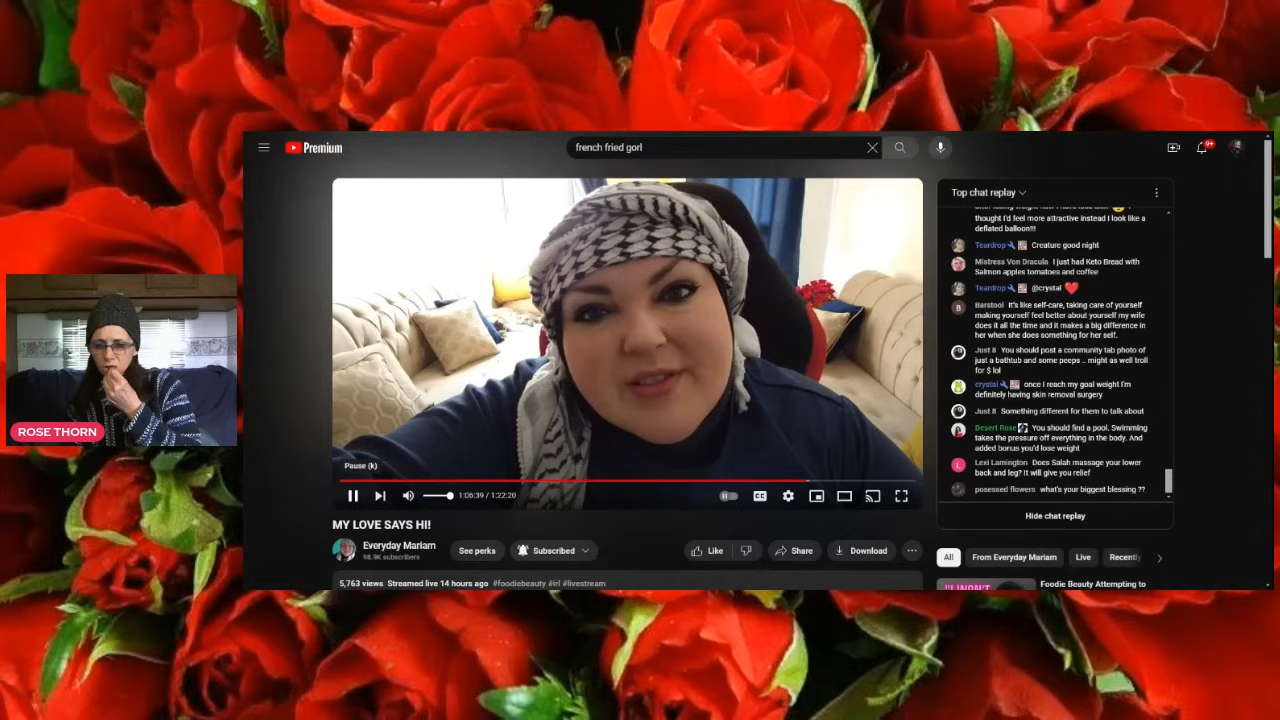 Premium
french fried gorl
9+
ROSE THORN
Pause (k)
1:06:39 / 1:22:20
MY LOVE SAYS HI!
Everyday Mariam
98.9K subscribers
See perks
Subscribed
Like
Share
Download
5,763 views Streamed live 14 hours ago #foodiebeauty #irl #livestream
Top chat replay
thought I'd feel more attractive instead I look like a
deflated balloon!!!
Teardrop Creature good night
Mistress Von Dracula I just had Keto Bread with
Salmon apples tomatoes and coffee
Teardrop @crystal
B
Barstool It's like self-care, taking care of yourself
making yourself feel better about yourself my wife
does it all the time and it makes a big difference in
her when she does something for her self.
Just 8 You should post a community tab photo of
just a bathtub and some peeps .. might as well troll
for $ lol
crystal once I reach my goal weight I'm
definitely having skin removal surgery
Just 8 Something different for them to talk about
Desert Rose You should find a pool. Swimming
takes the pressure off everything in the body. And
added bonus you'd lose weight
L
Lexi Lamington Does Salah massage your lower
back and leg? It will give you relief
posessed flowers what's your biggest blessing ??
Hide chat replay
All
From Everyday Mariam
Live
Recently
"I WON'T
Foodie Beauty Attempting to